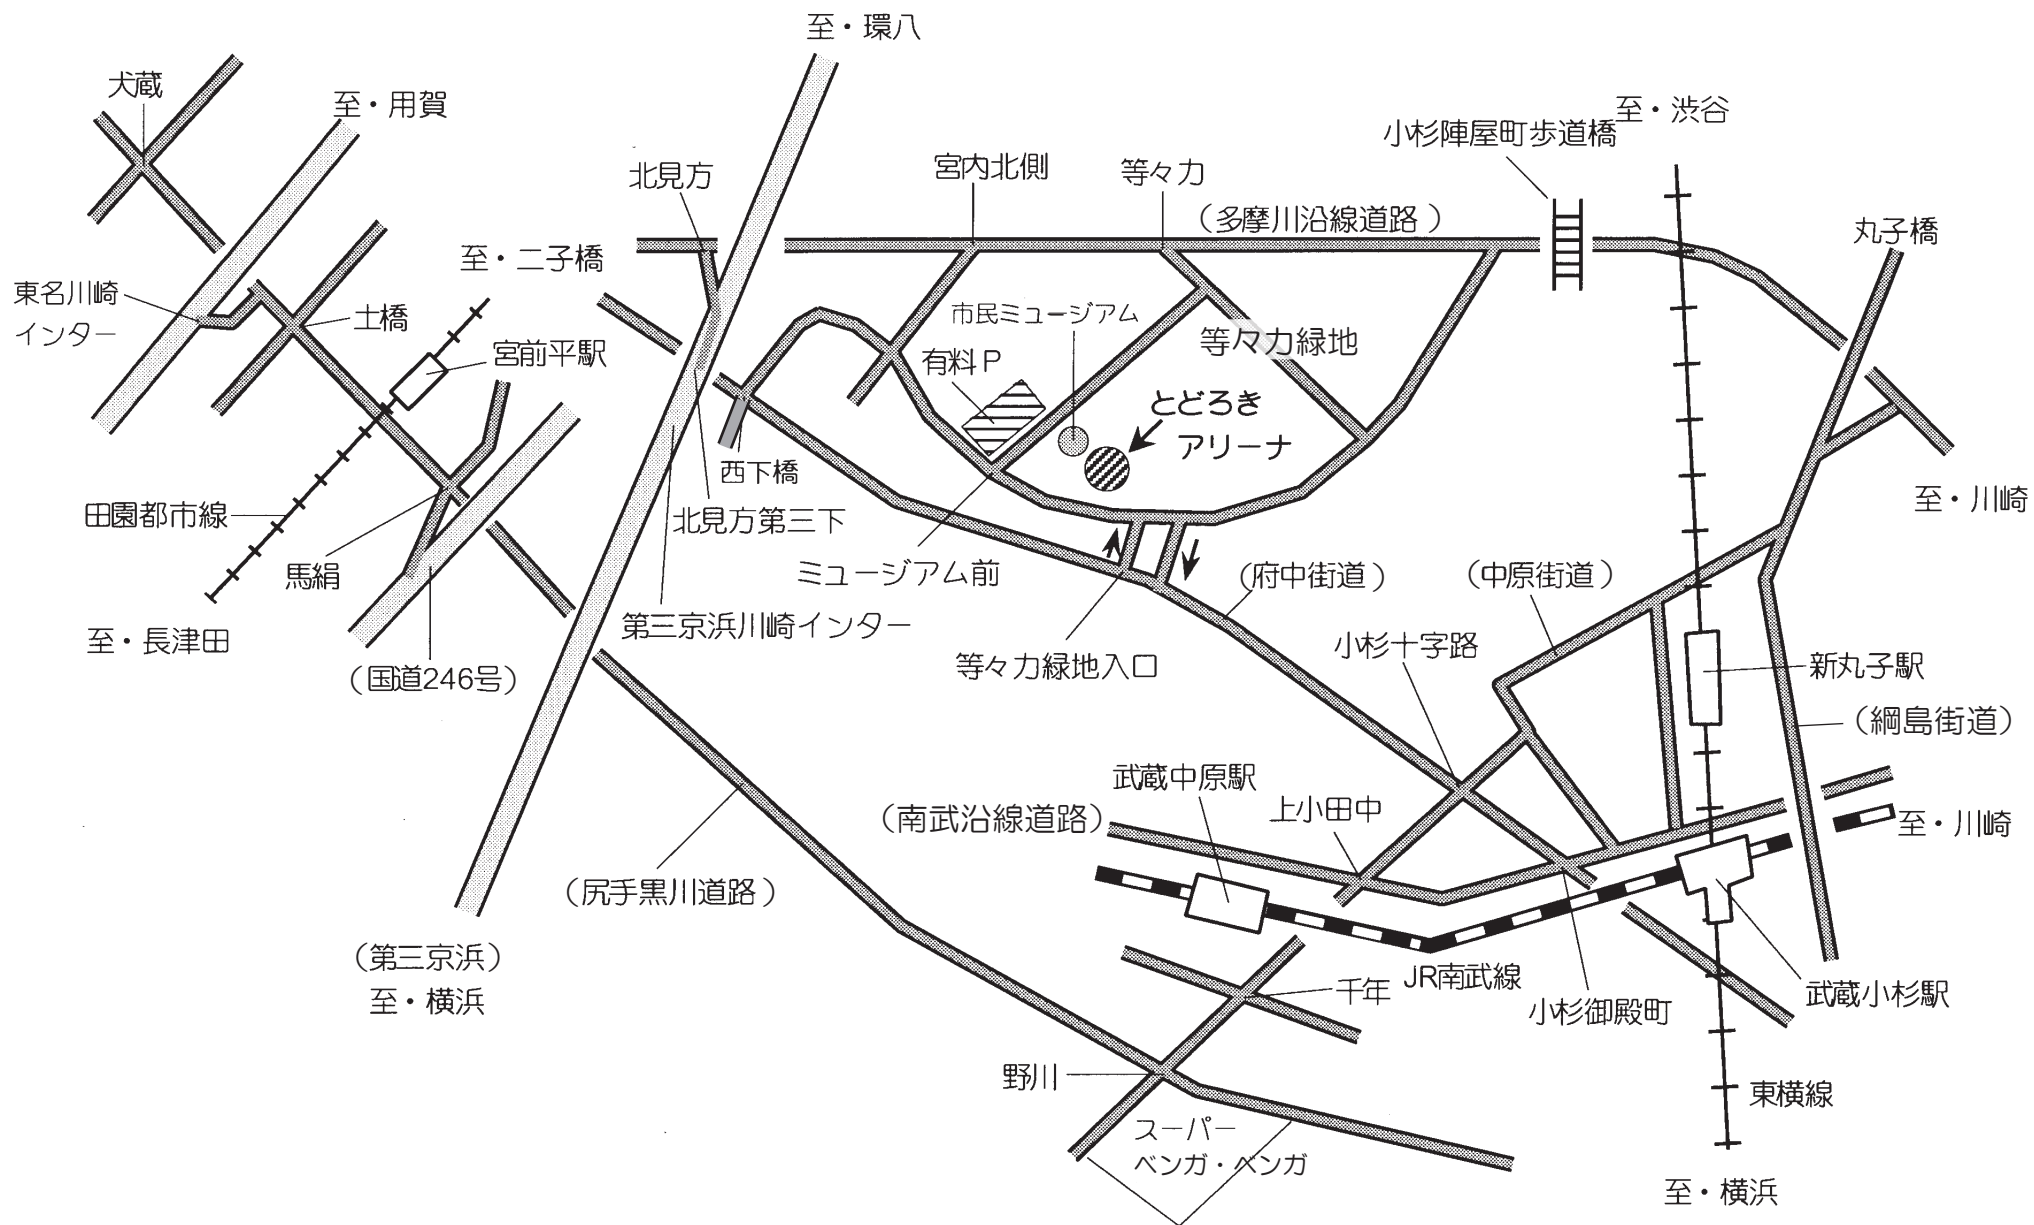 至・環八
犬蔵
至・用賀
至・渋谷
小杉陣屋町歩道橋
北見方
宮内北側
等々力
(多摩川沿線道路)
丸子橋
至・二子橋
東名川崎
インター
土橋
市民ミュージアム
等々力緑地
宮前平駅
有料P
とどろき
アリーナ
西下橋
至・川崎
田園都市線
北見方第三下
馬絹
ミュージアム前
(府中街道)
(中原街道)
第三京浜川崎インター
至・長津田
小杉十字路
等々力緑地入口
新丸子駅
(国道246号)
(綱島街道)
武蔵中原駅
上小田中
(南武沿線道路)
至・川崎
(尻手黒川道路)
(第三京浜)
至・横浜
千年
JR南武線
小杉御殿町
武蔵小杉駅
野川
東横線
スーパー
ベンガ・ベンガ
至・横浜